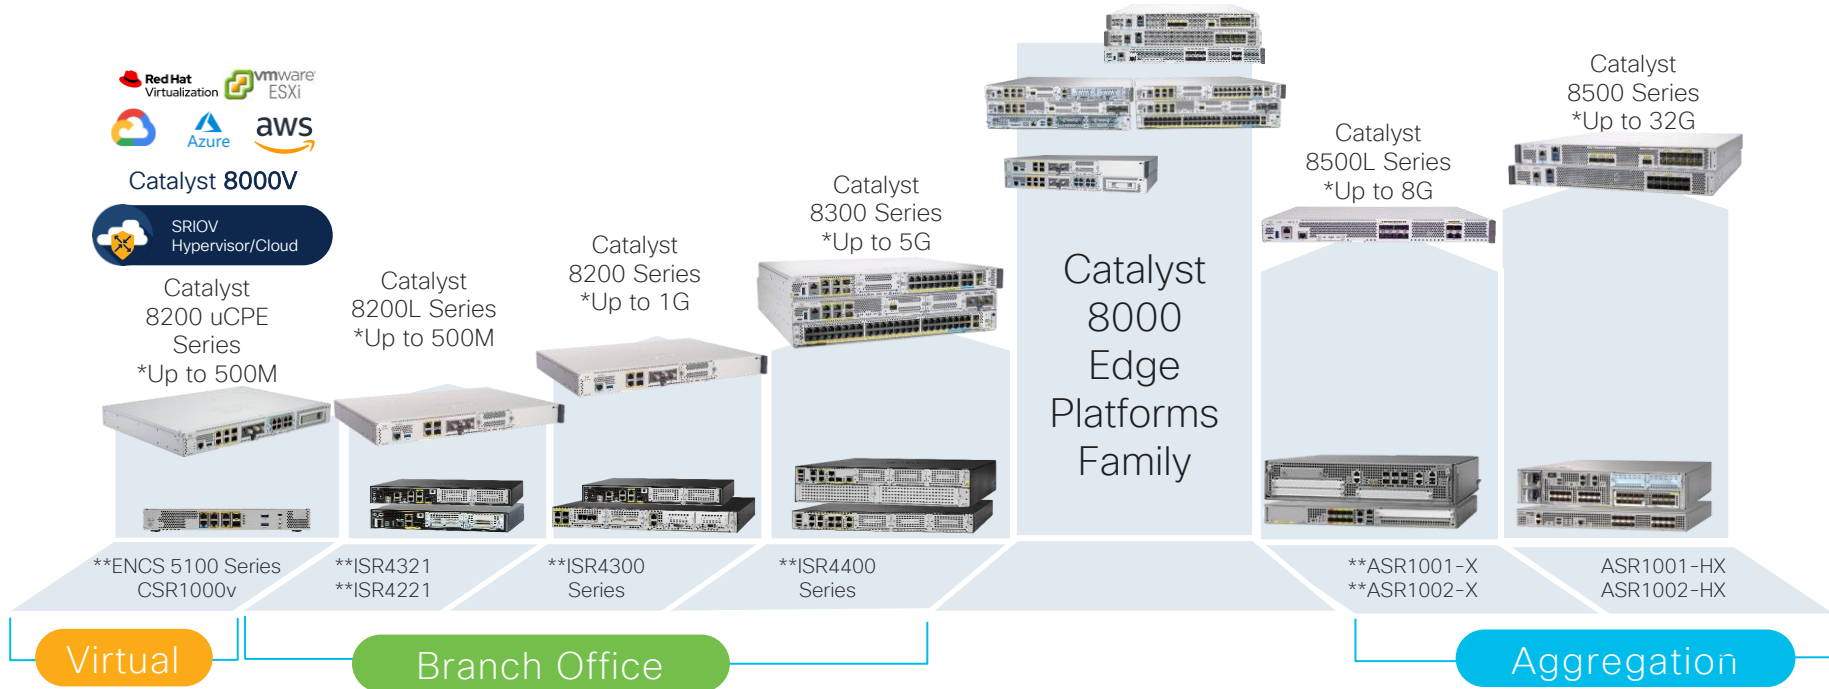 Red Hat
Virtualization
vmware
ESXi
Azure
aws
Catalyst 8000V
SRIOV
Hypervisor/Cloud
Catalyst
8200 uCPE
Series
*Up to 500M
Catalyst
8200L Series
*Up to 500M
Catalyst
8200 Series
*Up to 1G
Catalyst
8300 Series
*Up to 5G
Catalyst
8000
Edge
Platforms
Family
Catalyst
8500L Series
*Up to 8G
Catalyst
8500 Series
*Up to 32G
**ENCS 5100 Series
CSR1000v
**ISR4321
**ISR4221
**ISR4300
Series
**ISR4400
Series
**ASR1001-X
**ASR1002-X
ASR1001-HX
ASR1002-HX
Virtual
Branch Office
Aggregation